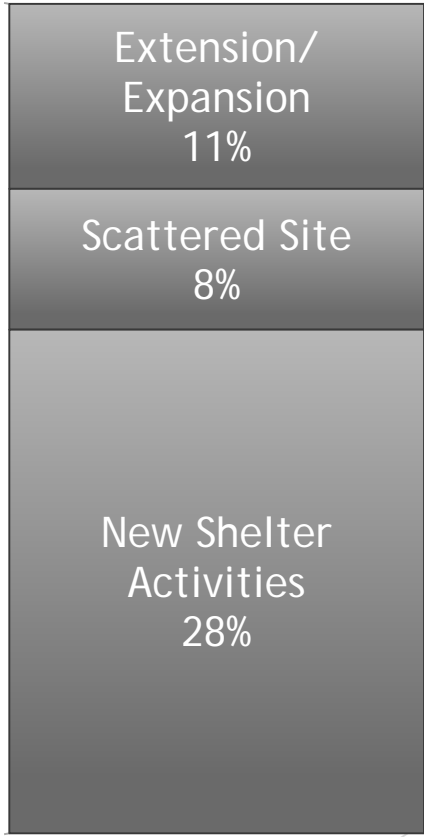 Extension/
Expansion
11%
Scattered Site
8%
New Shelter
Activities
28%